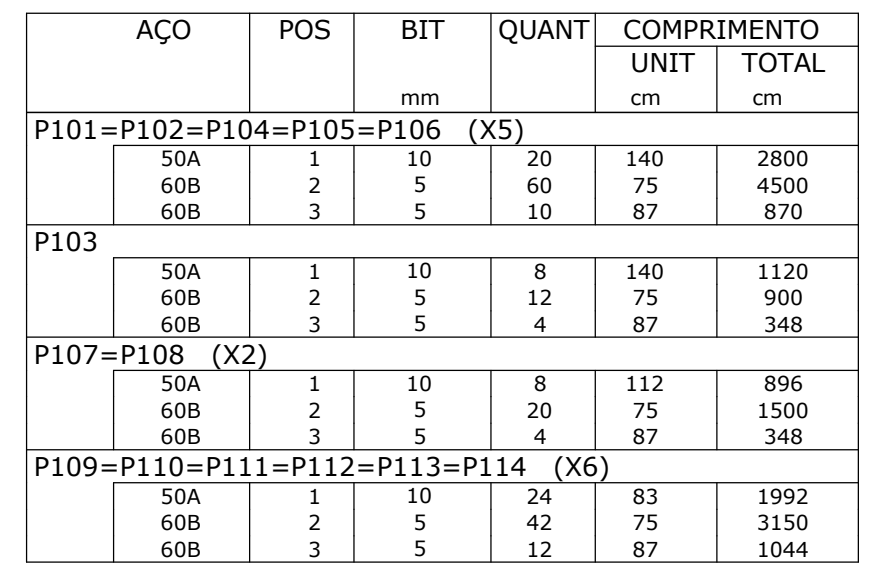 AÇO POS BIT QUANT COMPRIMENTO
UNIT TOTAL
mm cm cm
P101=P102=P104=P105=P106 (X5)
50A 1 10 20 140 2800
60B 2 5 60 75 4500
60B 3 5 10 87 870
P103
50A 1 10 8 140 1120
60B 2 5 12 75 900
60B 3 5 4 87 348
P107=P108 (X2)
50A 1 10 8 112 896
60B 2 5 20 75 1500
60B 3 5 4 87 348
P109=P110=P111=P112=P113=P114 (X6)
50A 1 10 24 83 1992
60B 2 5 42 75 3150
60B 3 5 12 87 1044